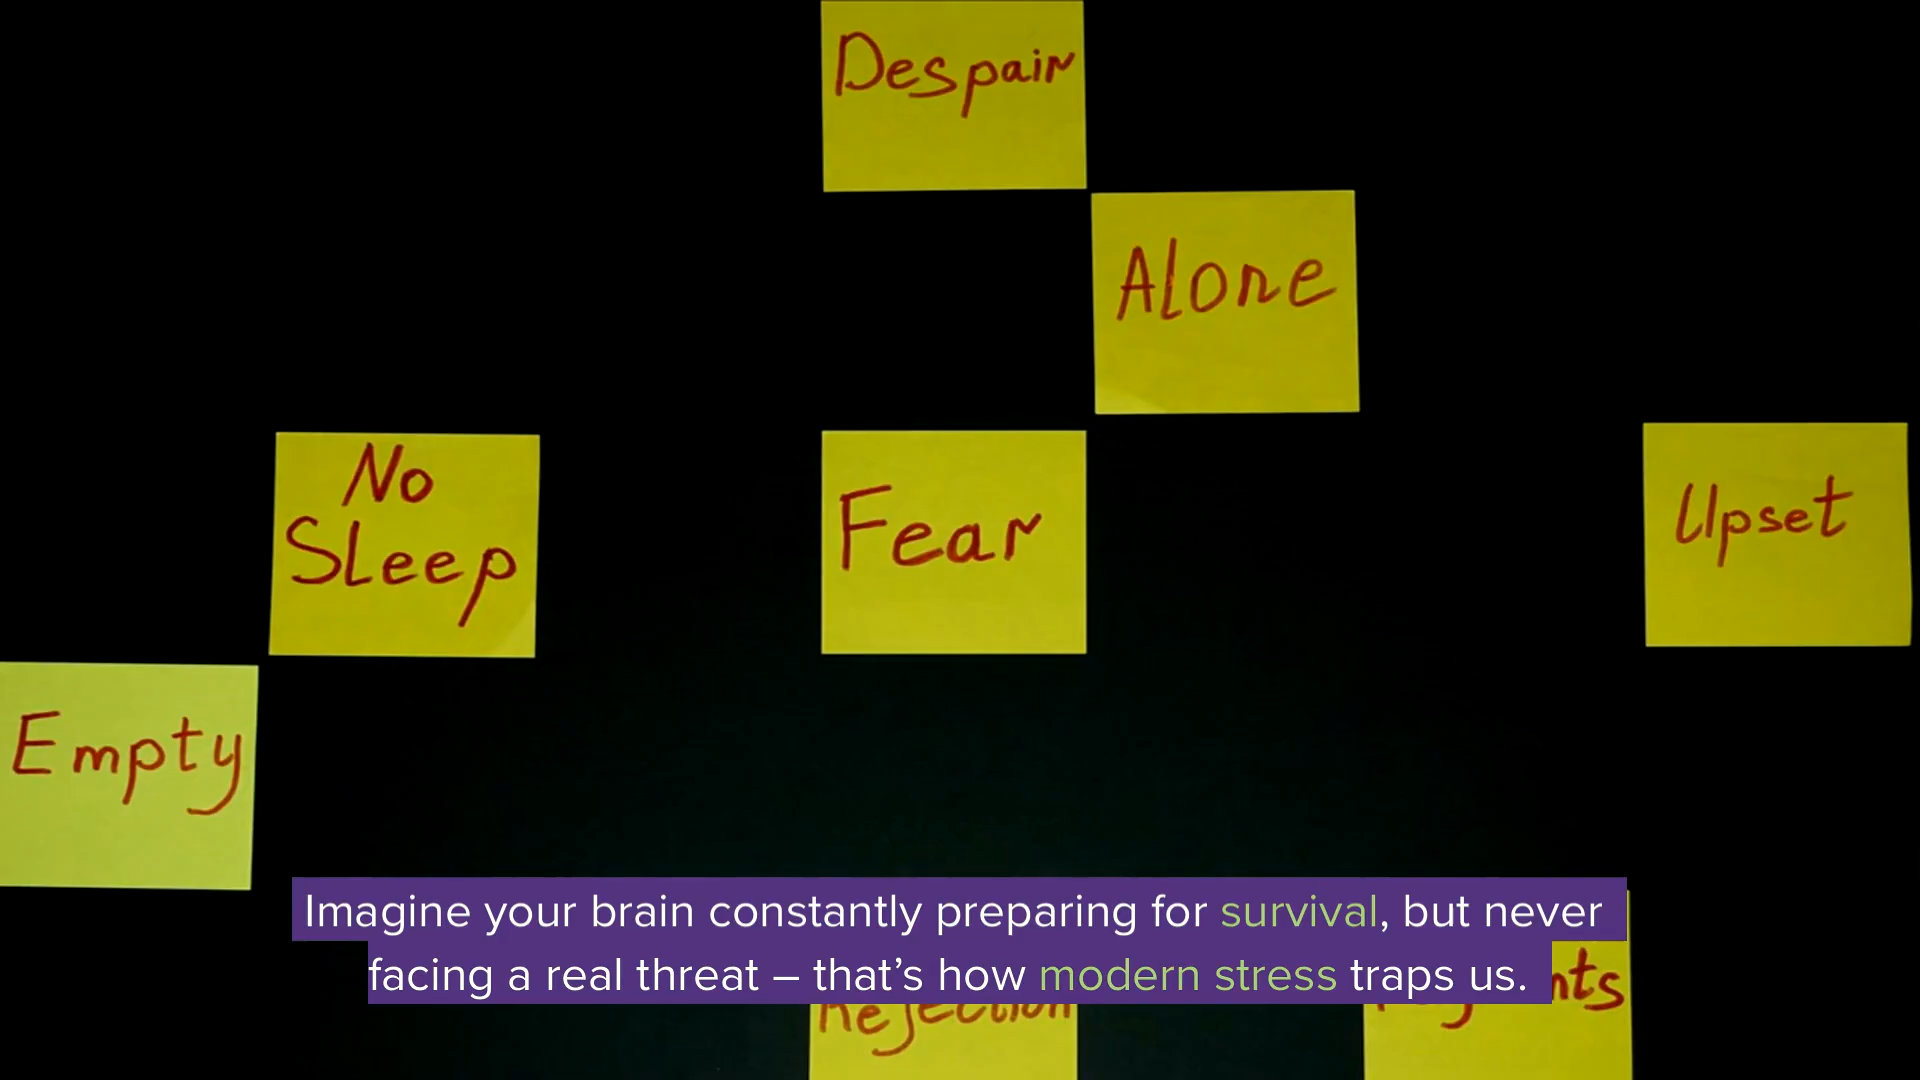 Despair
Alone
No
Sleep
Fear
Upset
Empty
Imagine your brain constantly preparing for survival, but never
facing a real threat – that’s how modern stress traps us.
Rejection